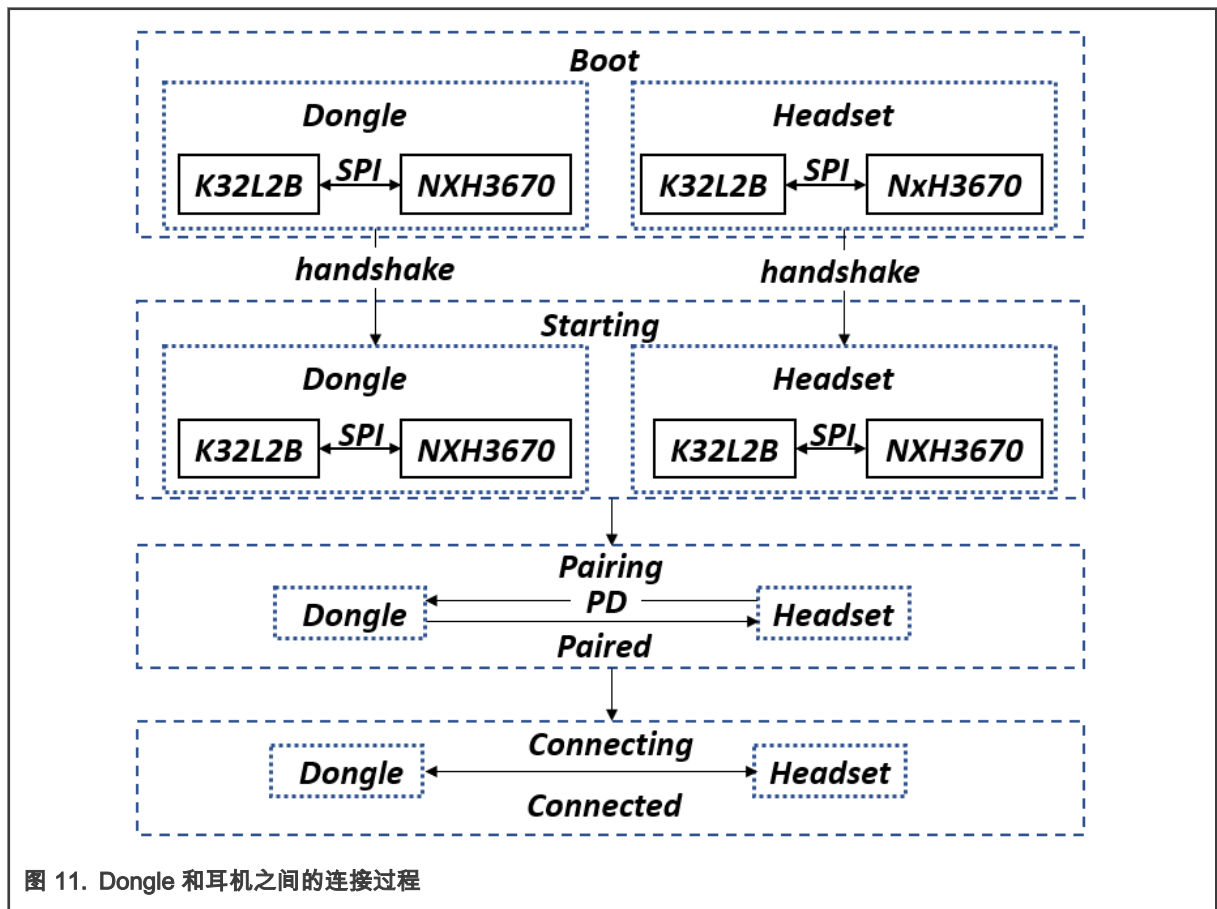 Boot
Dongle
Headset
K32L2B
SPI
NXH3670
K32L2B
SPI
NxH3670
handshake
handshake
Starting
Dongle
Headset
K32L2B
SPI
NXH3670
K32L2B
SPI
NXH3670
Pairing
Dongle
PD
Headset
Paired
Connecting
Dongle
Headset
Connected
图 11. Dongle 和耳机之间的连接过程